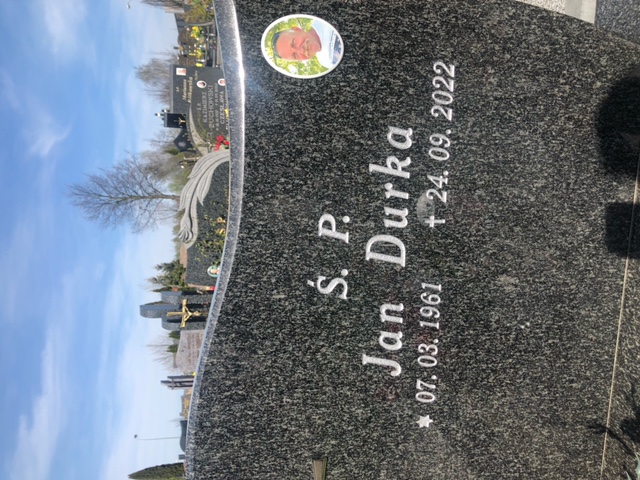 Ś. P.
Jan Durka
★ 07. 03. 1961 † 24. 09. 2022